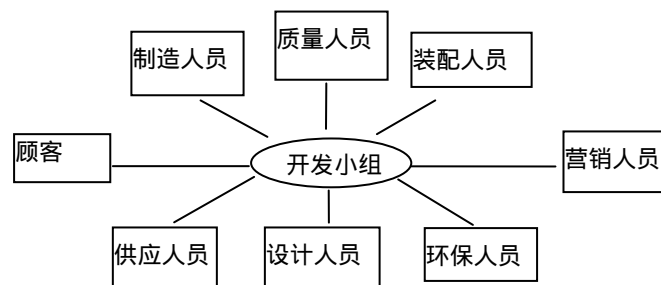 质量人员
制造人员
装配人员
顾客
开发小组
营销人员
供应人员
设计人员
环保人员